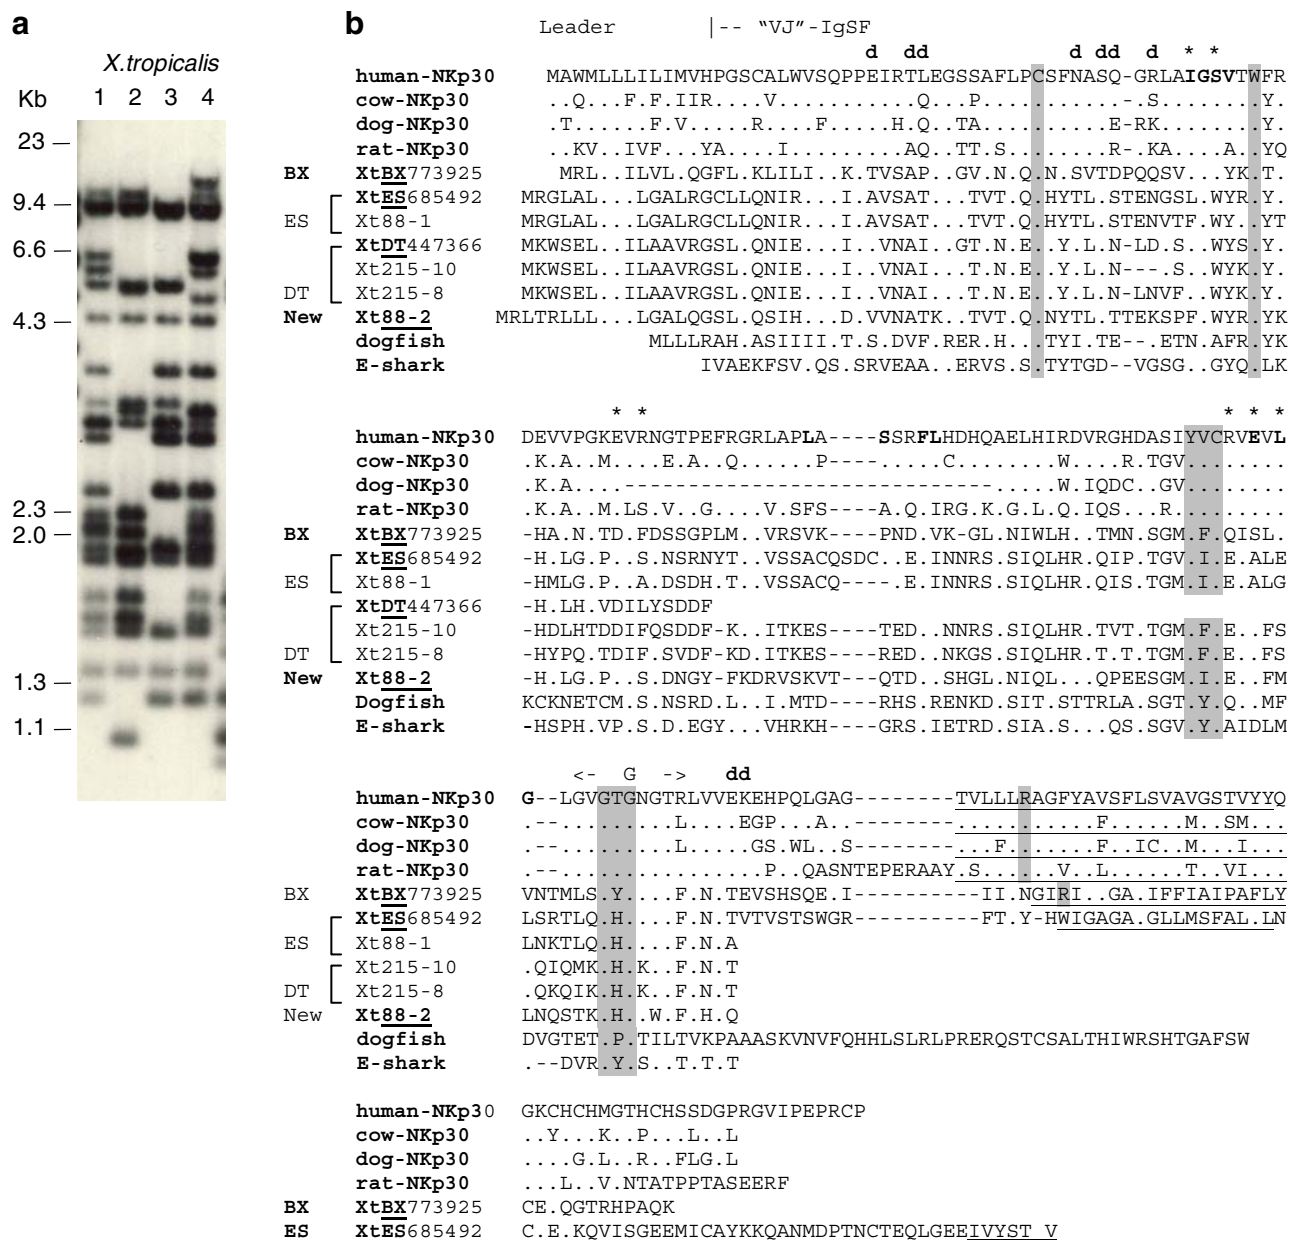 a
X.tropicalis
Kb 1 2 3 4
23
9.4
6.6
4.3
2.3
2.0
1.3
1.1
b
Leader |-- “VJ”-IgSF
d dd d dd d * *
human-NKp30 MAWMLLLILIMVHPGSCALWVSQPPEIRTLEGSSAFLPCSFNASQ-GRLAIGSVTWFR
cow-NKp30 ..Q...F.F.IIR....V...........Q...P...........-.S........Y.
dog-NKp30 .T......F.V.....R....F.....H.Q..TA..........E-RK........Y.
rat-NKp30 ..KV..IVF...YA....I.........AQ..TT.S........R.-KA....A..YQ
BX XtBX773925 MRL..ILVL.QGFL.KLILI..K.TVSAP..GV.N.Q.N.SVTDPQQSV...YK.T.
XtES685492 MRGLAL...LGALRGCLLQNIR...I.AVSAT...TVT.Q.HYTL.STENGSL.WYR.Y.
ES Xt88-1 MRGLAL...LGALRGCLLQNIR...I.AVSAT...TVT.Q.HYTL.STENVTF.WY.YT
XtDT447366 MKWSEL..ILAAVRGSL.QNIE...I..VNAI..GT.N.E..Y.L.N-LD.S..WYS.Y.
Xt215-10 MKWSEL..ILAAVRGSL.QNIE...I..VNAI...T.N.E..Y.L.N---.S..WYK.Y.
DT Xt215-8 MKWSEL..ILAAVRGSL.QNIE...I..VNAI...T.N.E..Y.L.N-LNVF..WYK.Y.
New Xt88-2 MRLTRLLL...LGALQGSL.QSIH...D.VVNATK..TVT.Q.NYTL.TTEKSPF.WYR.YK
dogfish MLLLRAH.ASIIII.T.S.DVF.RER.H...TYI.TE--.ETN.AFR.YK
E-shark IVAEKFSV.QS.SRVEAA..ERVS.S.TYTGD--VGSG..GYQ.LK
* * * * *
human-NKp30 DEVVPGKEVRNGTPEFRGRLAPLA----SSRFLHDHQAELHIRDVRGHDASIYVCRVEVL
cow-NKp30 .K.A..M....E.A..Q......P----.....C........W....R.TGV........
dog-NKp30 .K.A....-----------------------------.....W.IQDC..GV........
rat-NKp30 .K.A..M.LS.V..G....V.SFS----A.Q.IRG.K.G.L.Q.IQS...R.........
BX XtBX773925 -HA.N.TD.FDSSGPLM..VRSVK----PND.VK-GL.NIWLH..TMN.SGM.F.QISL.
XtES685492 -H.LG.P..S.NSRNYT..VSSACQSDC..E.INNRS.SIQLHR.QIP.TGV.I.E.ALE
ES Xt88-1 -HMLG.P..A.DSDH.T..VSSACQ----.E.INNRS.SIQLHR.QIS.TGM.I.E.ALG
XtDT447366 -H.LH.VDILYSDDF
Xt215-10 -HDLHTDDIFQSDDF-K..ITKES----TED..NNRS.SIQLHR.TVT.TGM.F.E..FS
DT Xt215-8 -HYPQ.TDIF.SVDF-KD.ITKES----RED..NKGS.SIQLHR.T.T.TGM.F.E..FS
New Xt88-2 -H.LG.P..S.DNGY-FKDRVSKVT---QTD..SHGL.NIQL...QPEESGM.I.E..FM
Dogfish KCKNETCM.S.NSRD.L..I.MTD----RHS.RENKD.SIT.STTRLA.SGT.Y.Q..MF
E-shark -HSPH.VP.S.D.EGY...VHRKH----GRS.IETRD.SIA.S...QS.SGV.Y.AIDLM
<- G -> dd
human-NKp30 G--LGVGTGNGTRLVVEKEHPQLGAG--------TVLLLRAGFYAVSFLSVAVGSTVYYQ
cow-NKp30 .--.........L....EGP...A..--------...........F......M..SM...
dog-NKp30 .--.........L.....GS.WL..S--------...F.......F..IC..M...I...
rat-NKp30 .--................P..QASNTEPERAAY.S......V..L......T..VI...
BX XtBX773925 VNTMLS.Y....F.N.TEVSHSQE.I----------II.NGIRI..GA.IFFIAIPAFLY
XtES685492 LSRTLQ.H....F.N.TVTVSTSWGR----------FT.Y-HWIGAGA.GLLMSFAL.LN
ES Xt88-1 LNKTLQ.H....F.N.A
Xt215-10 .QIQMK.H.K..F.N.T
DT Xt215-8 .QKQIK.H.K..F.N.T
New Xt88-2 LNQSTK.H..W.F.H.Q
dogfish DVGTET.P.TILTVKPAAASKVNVFQHHLSLRLPRERQSTCSALTHIWRSHTGAFSW
E-shark .--DVR.Y.S..T.T.T
human-NKp30 GKCHCHMGTHCHSSDGPRGVIPEPRCP
cow-NKp30 ..Y...K..P...L..L
dog-NKp30 ....G.L..R..FLG.L
rat-NKp30 ...L..V.NTATPPTASEERF
BX XtBX773925 CE.QGTRHPAQK
ES XtES685492 C.E.KQVISGEEMICAYKKQANMDPTNCTEQLGEEIVYST V